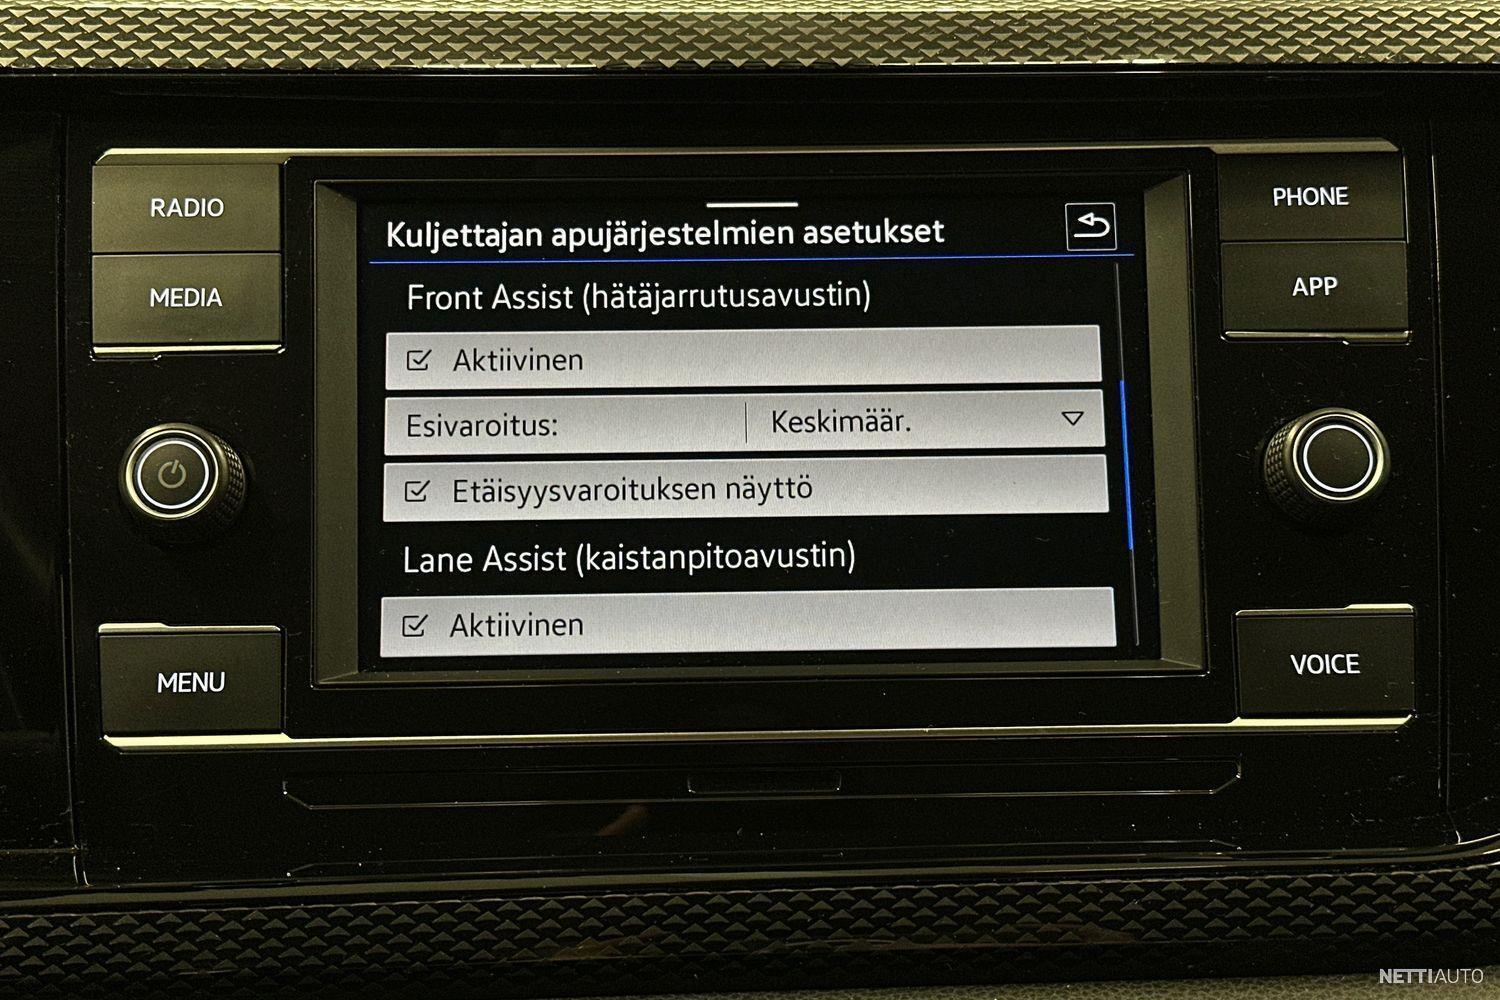 RADIO
MEDIA
MENU
Kuljettajan apujärjestelmien asetukset
Front Assist (hätäjarrutusavustin)
Aktiivinen
Esivaroitus: Keskimäär.
Etäisyysvaroituksen näyttö
Lane Assist (kaistanpitoavustin)
Aktiivinen
PHONE
APP
VOICE
NETTIAUTO